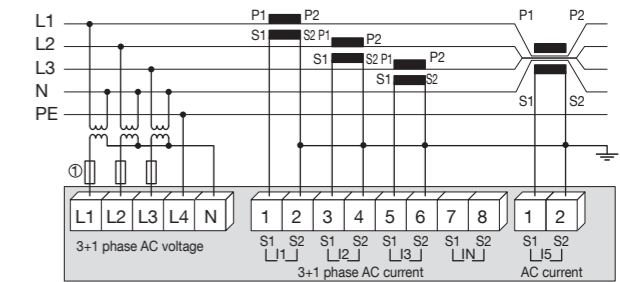 L1 P1 P2 P1 P2
L2 S1 S2 P1 P2
L3 S1 S2 P1 P2
N S1 S2 S1 S2
PE
①
L1 L2 L3 L4 N 1 2 3 4 5 6 7 8 1 2
S1 S2 S1 S2 S1 S2 S1 S2 S1 S2
3+1 phase AC voltage I1 I2 I3 IN I5
3+1 phase AC current AC current